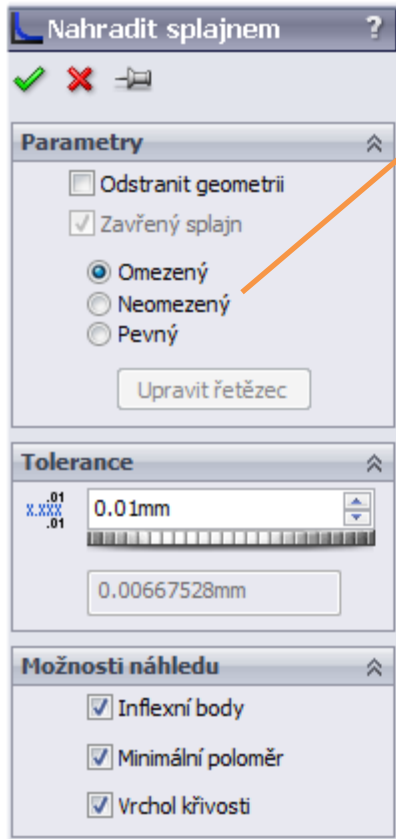 Nahradit splajnem ?
Parametry
Odstranit geometrii
Zavřený splajn
Omezený
Neomezený
Pevný
Upravit řetězec
Tolerance
.01
x.xxx
.01
0.01mm
0.00667528mm
Možnosti náhledu
Inflexní body
Minimální poloměr
Vrchol křivosti